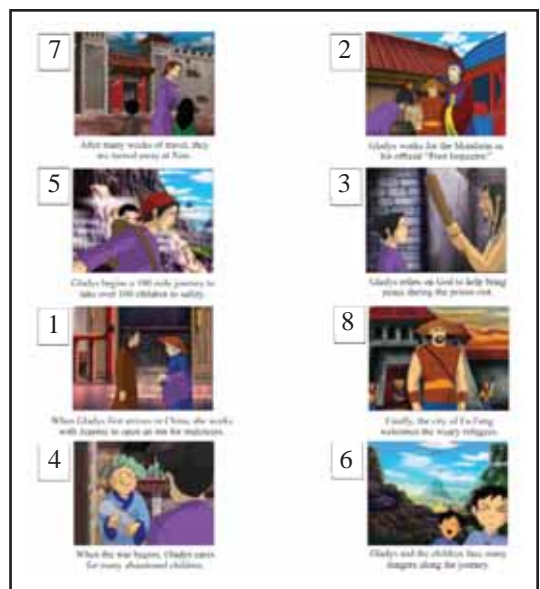 7
After many weeks of travel, they
are turned away at Sian.
2
Gladys works for the Mandarin as
his official "Foot Inspector."
5
Gladys begins a 100 mile journey to
take over 100 children to safety.
3
Gladys relies on God to help bring
peace during the prison riot.
1
When Gladys first arrives in China, she works
with Jeannie to open an inn for muleteers.
8
Finally, the city of Fu Feng
welcomes the weary refugees.
4
When the war begins, Gladys cares
for many abandoned children.
6
Gladys and the children face many
dangers along the journey.